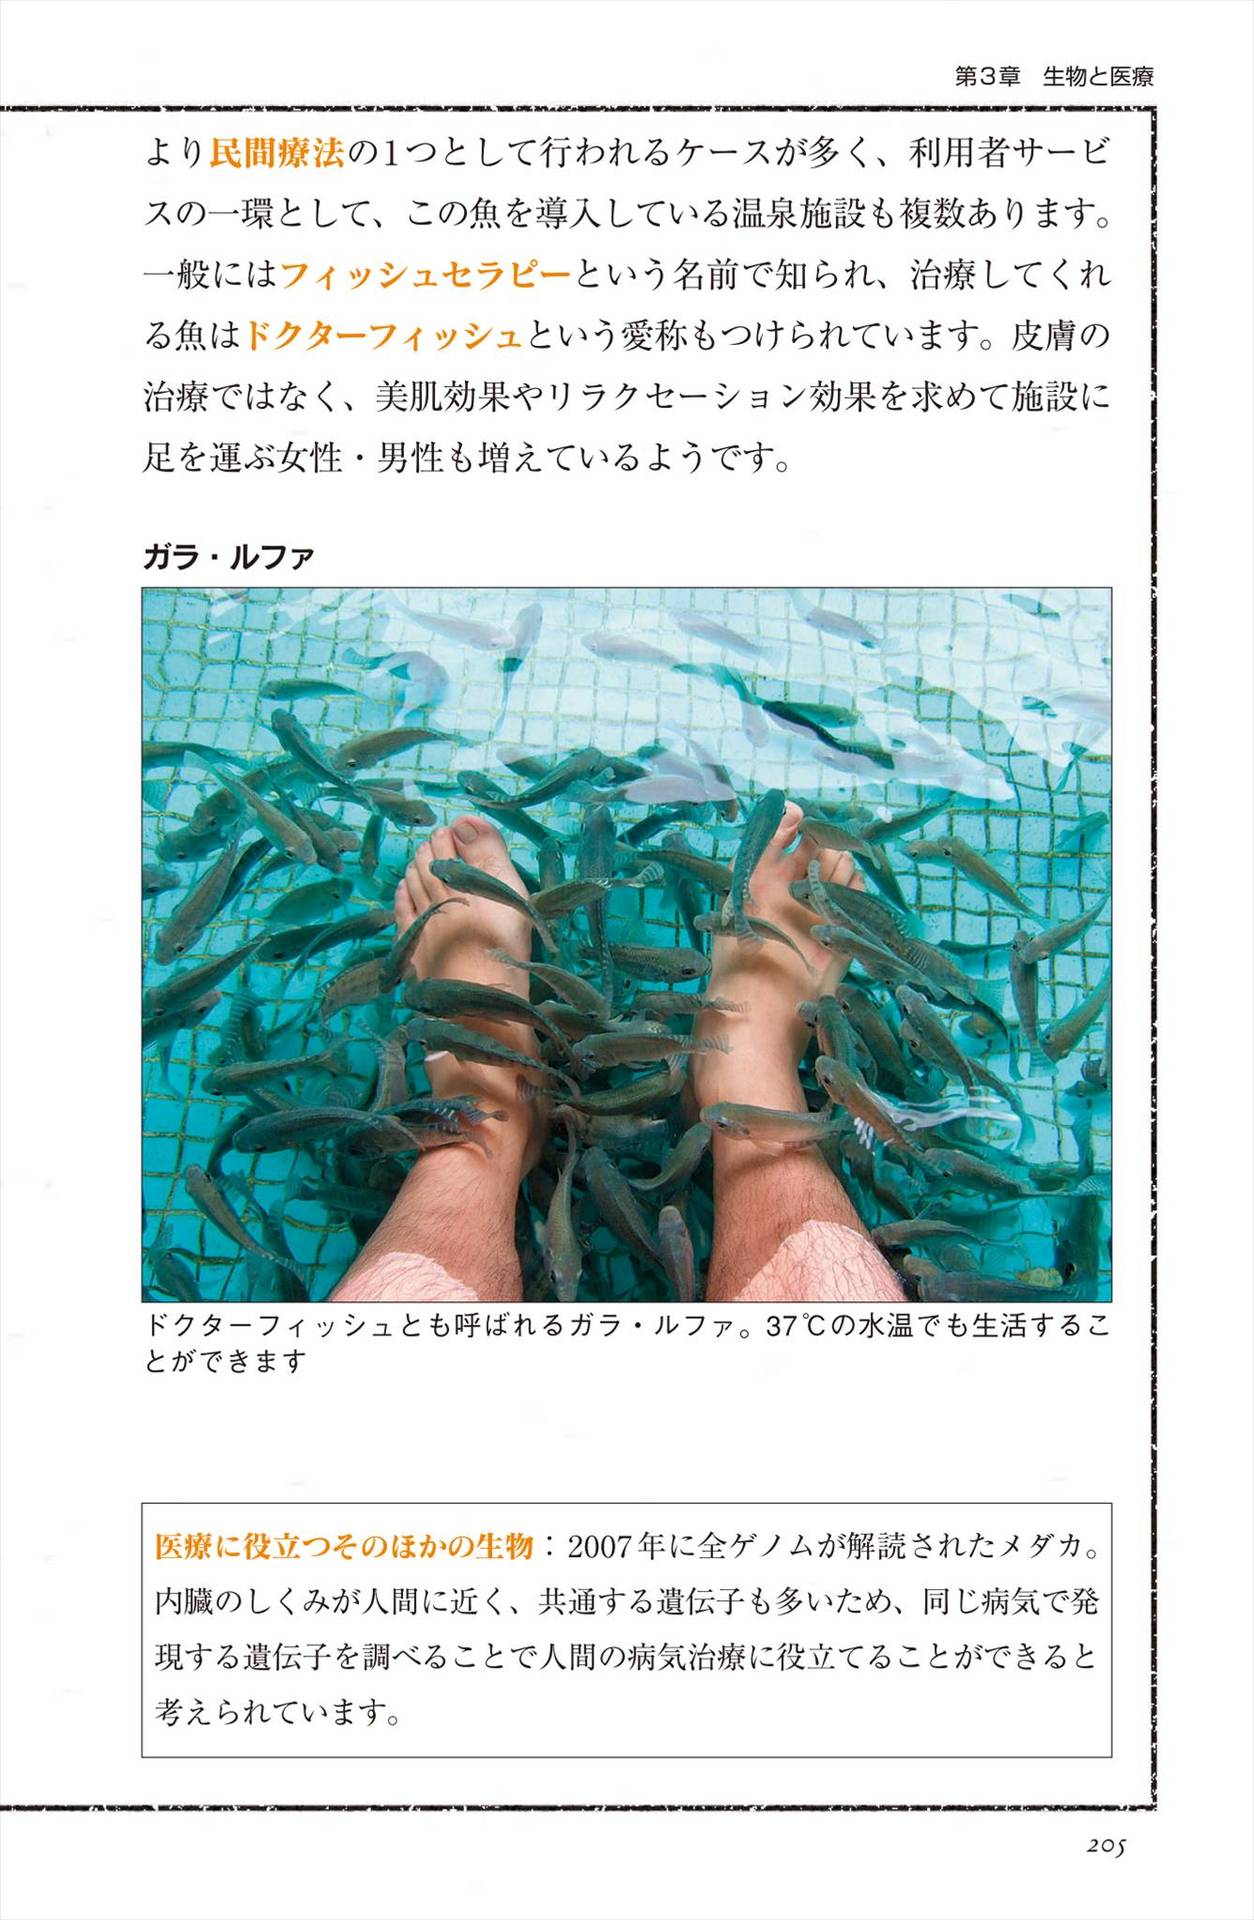 第3章　生物と医療
より民間療法の1つとして行われるケースが多く、利用者サービ
スの一環として、この魚を導入している温泉施設も複数あります。
一般にはフィッシュセラピーという名前で知られ、治療してくれ
る魚はドクターフィッシュという愛称もつけられています。皮膚の
治療ではなく、美肌効果やリラクセーション効果を求めて施設に
足を運ぶ女性・男性も増えているようです。
ガラ・ルファ
ドクターフィッシュとも呼ばれるガラ・ルファ。37℃の水温でも生活するこ
とができます
医療に役立つそのほかの生物：2007年に全ゲノムが解読されたメダカ。
内臓のしくみが人間に近く、共通する遺伝子も多いため、同じ病気で発
現する遺伝子を調べることで人間の病気治療に役立てることができると
考えられています。
205